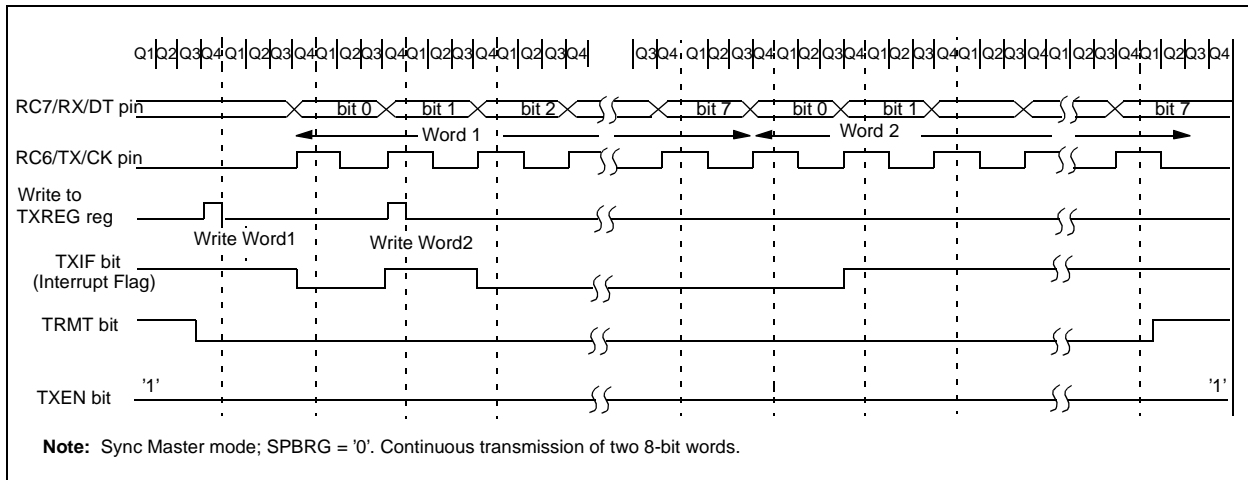 Q1 Q2 Q3 Q4 Q1 Q2 Q3 Q4 Q1 Q2 Q3 Q4 Q1 Q2 Q3 Q4 Q1 Q2 Q3 Q4 Q3 Q4 Q1 Q2 Q3 Q4 Q1 Q2 Q3 Q4 Q1 Q2 Q3 Q4 Q1 Q2 Q3 Q4 Q1 Q2 Q3 Q4 Q1 Q2 Q3 Q4
RC7/RX/DT pin bit 0 bit 1 bit 2 bit 7 bit 0 bit 1 bit 7
Word 1 Word 2
RC6/TX/CK pin
Write to
TXREG reg
Write Word1 Write Word2
TXIF bit
(Interrupt Flag)
TRMT bit
'1' '1'
TXEN bit
Note: Sync Master mode; SPBRG = '0'. Continuous transmission of two 8-bit words.